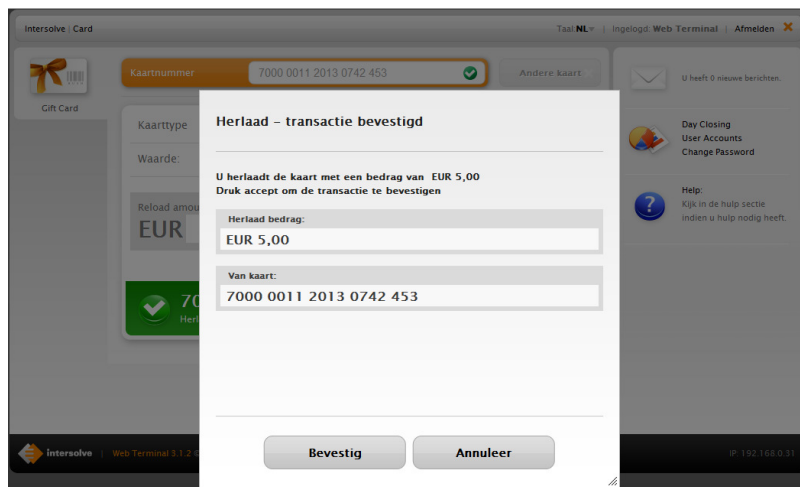 Intersolve | Card
Taal: NL | Ingelogd: Web Terminal | Afmelden
Gift Card
Kaartnummer 7000 0011 2013 0742 453 Andere kaart
U heeft 0 nieuwe berichten.
Kaarttype
Waarde:
Reload amou
EUR
70
Herl
Day Closing
User Accounts
Change Password
Help:
Kijk in de hulp sectie
indien u hulp nodig heeft.
Herlaad – transactie bevestigd
U herlaadt de kaart met een bedrag van EUR 5,00
Druk accept om de transactie te bevestigen
Herlaad bedrag:
EUR 5,00
Van kaart:
7000 0011 2013 0742 453
Bevestig Annuleer
intersolve | Web Terminal 3.1.2 ©
IP: 192.168.0.31